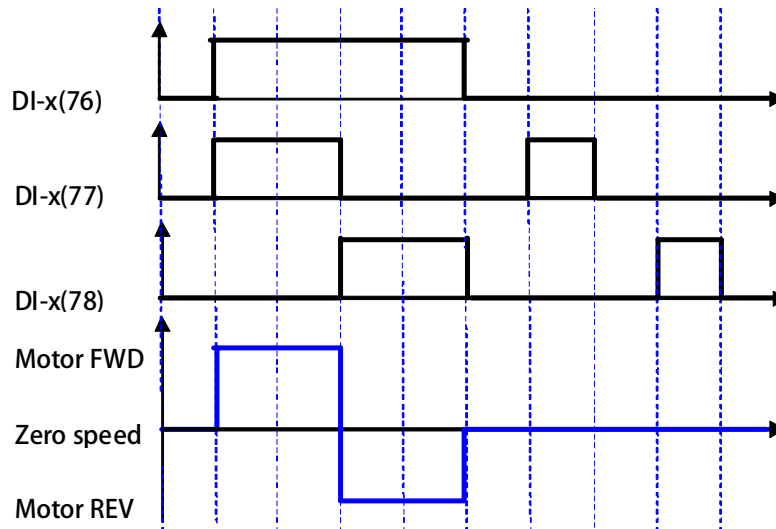 DI-x(76)
DI-x(77)
DI-x(78)
Motor FWD
Zero speed
Motor REV